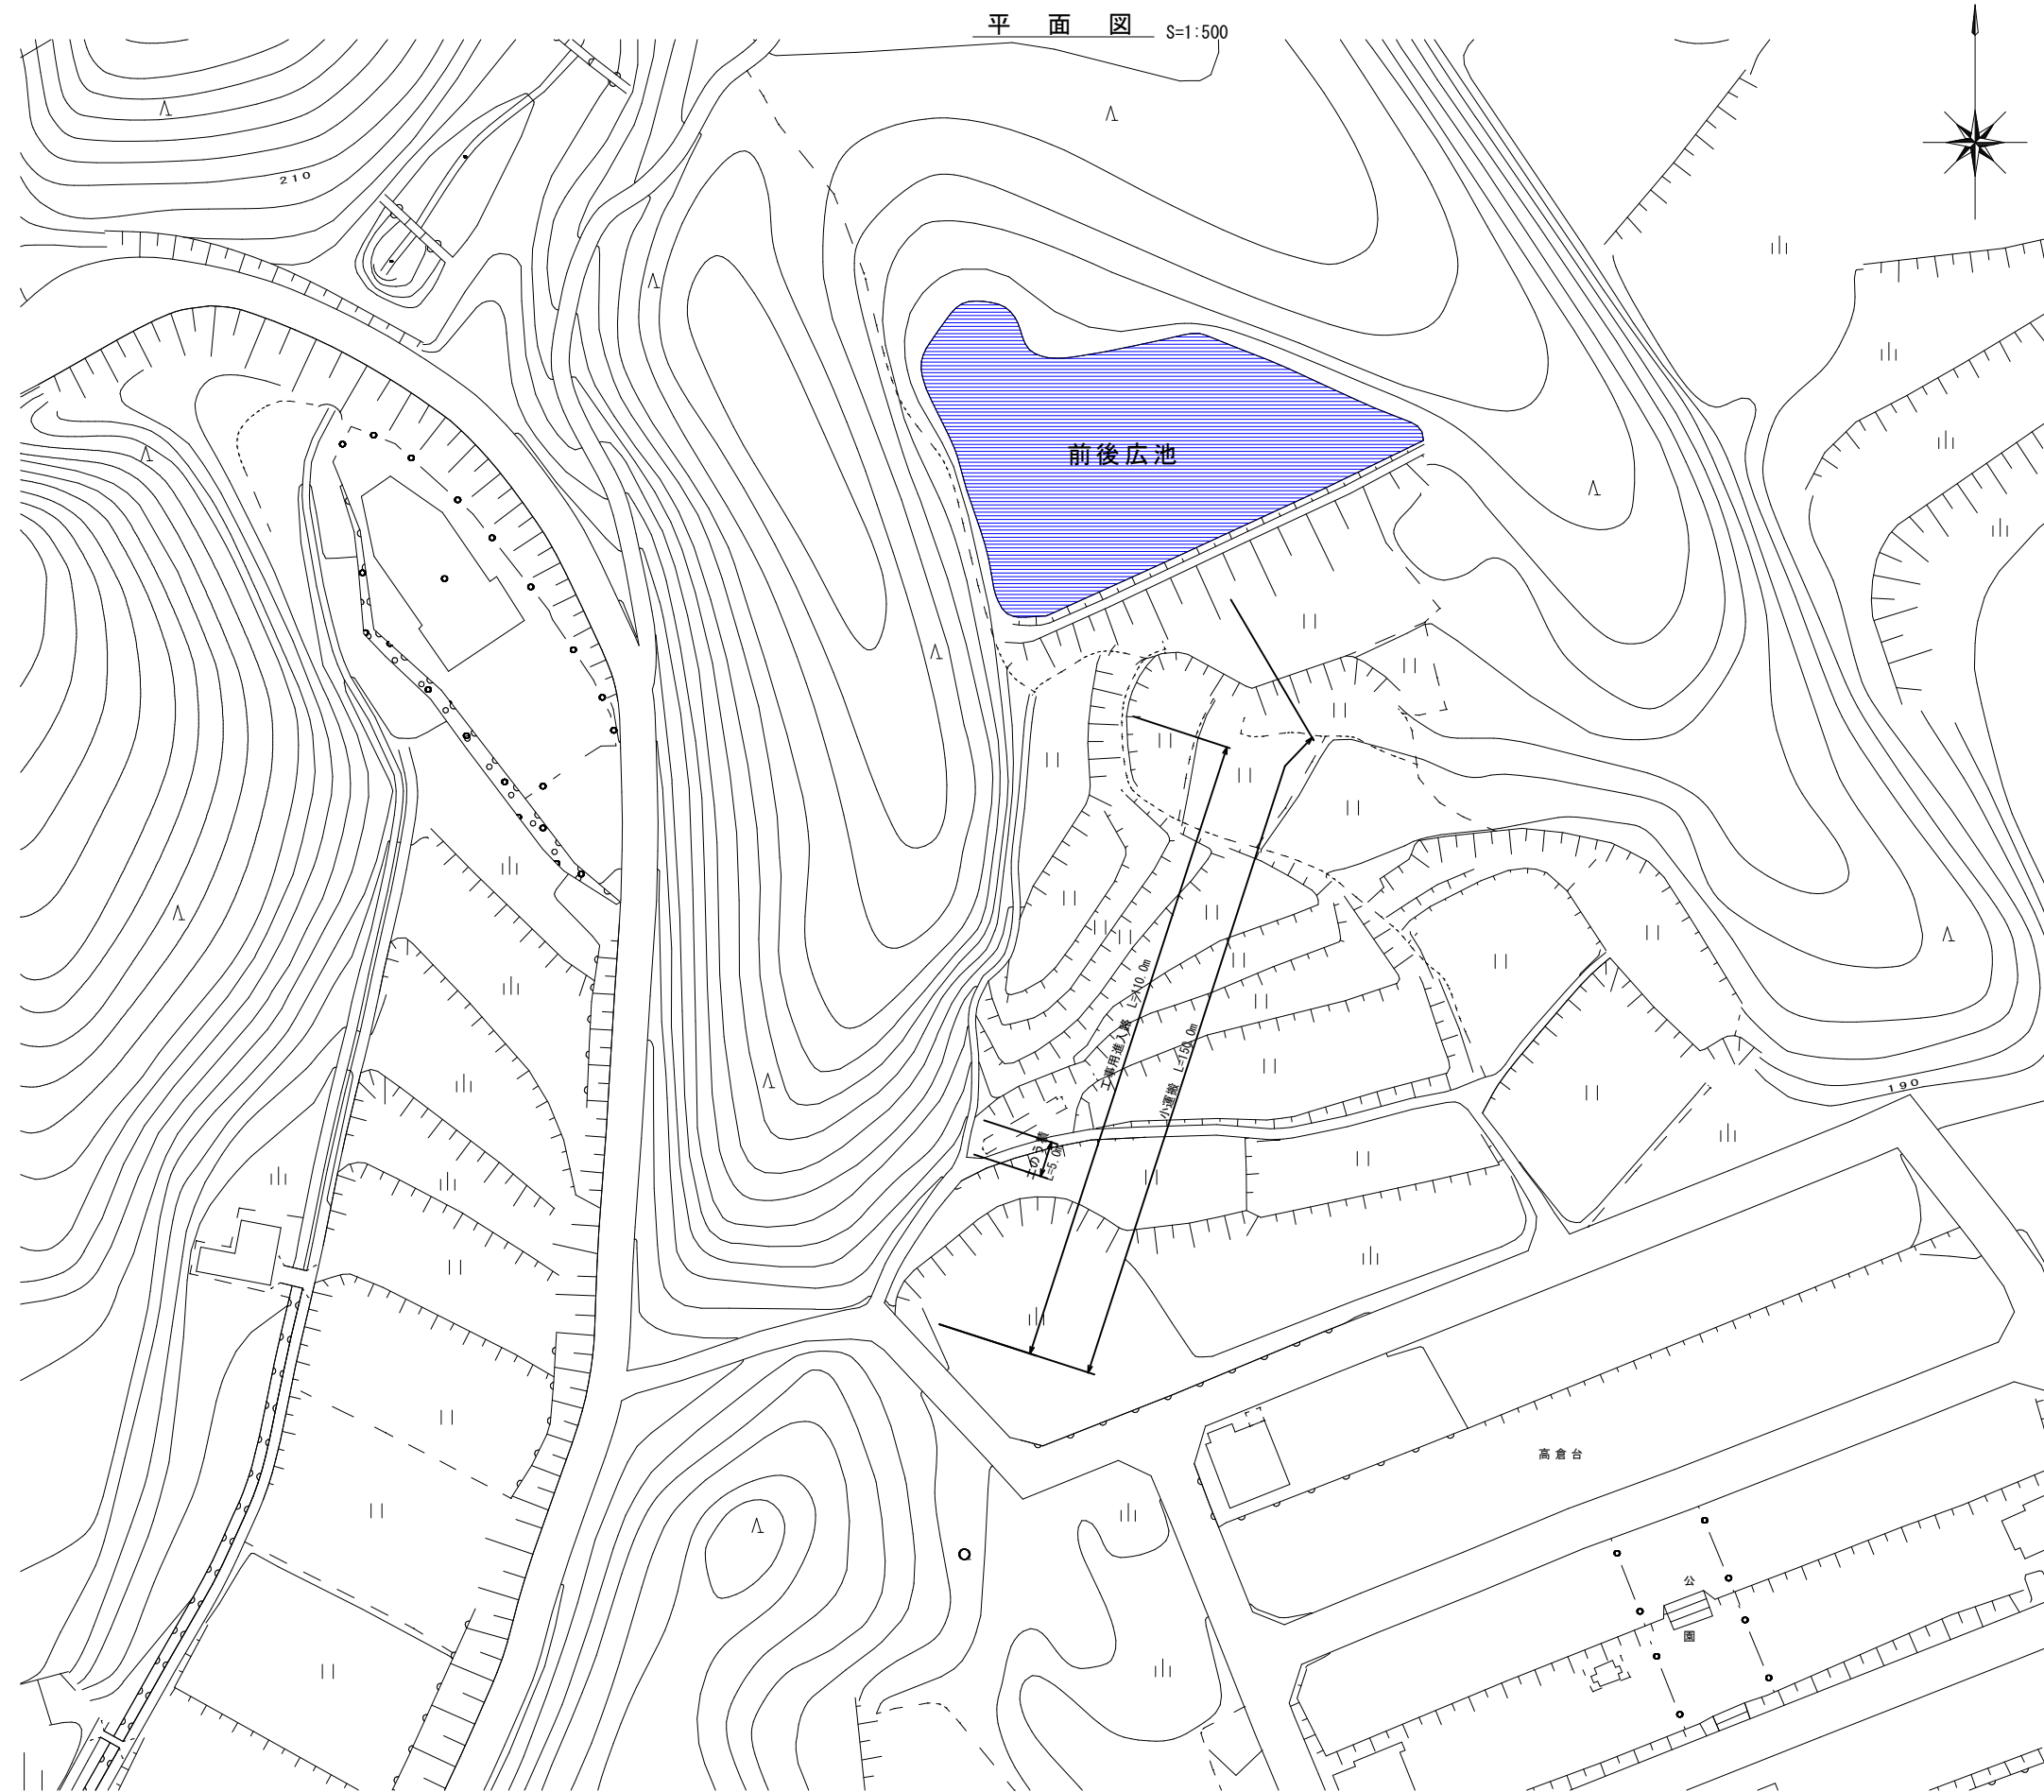 平 面 図 S=1:500
210
前後広池
工事用進入路 L=110.0m
小運搬 L=150.0m
L=5.0m
190
高倉台
公
園